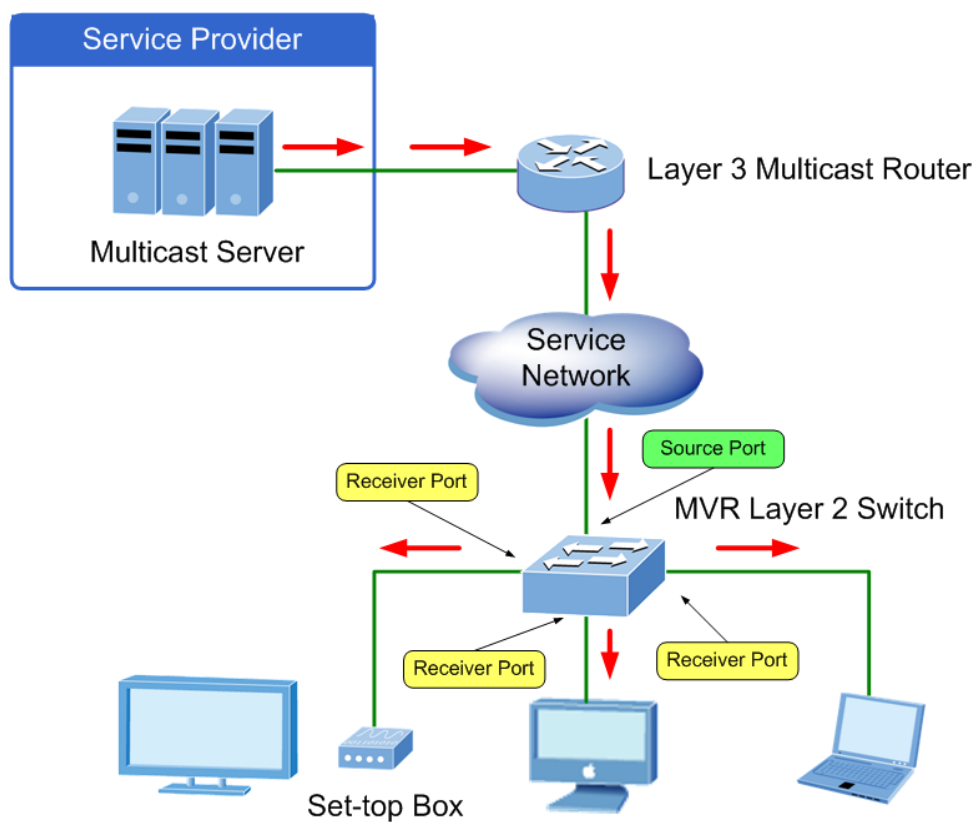 Service Provider
Multicast Server
Layer 3 Multicast Router
Service
Network
Source Port
Receiver Port
MVR Layer 2 Switch
Receiver Port
Receiver Port
Set-top Box